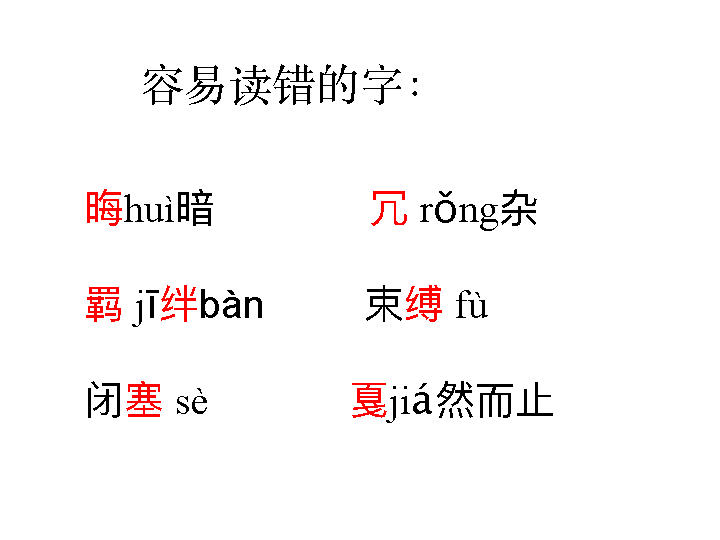 容易读错的字：
晦huì暗 冗 rǒng杂
羁 jī绊bàn 束缚 fù
闭塞 sè 戛jiá然而止